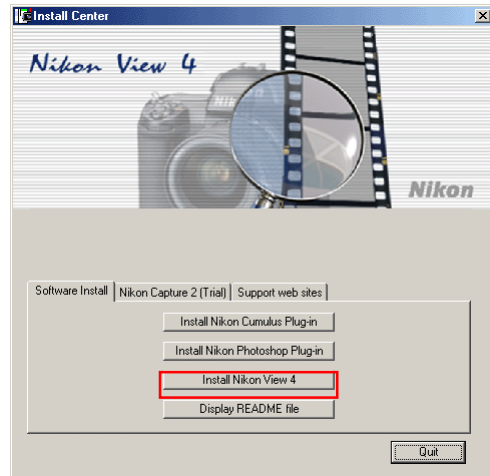 Install Center
Nikon View 4
Nikon
Software Install
Nikon Capture 2 (Trial)
Support web sites
Install Nikon Cumulus Plug-in
Install Nikon Photoshop Plug-in
Install Nikon View 4
Display README file
Quit